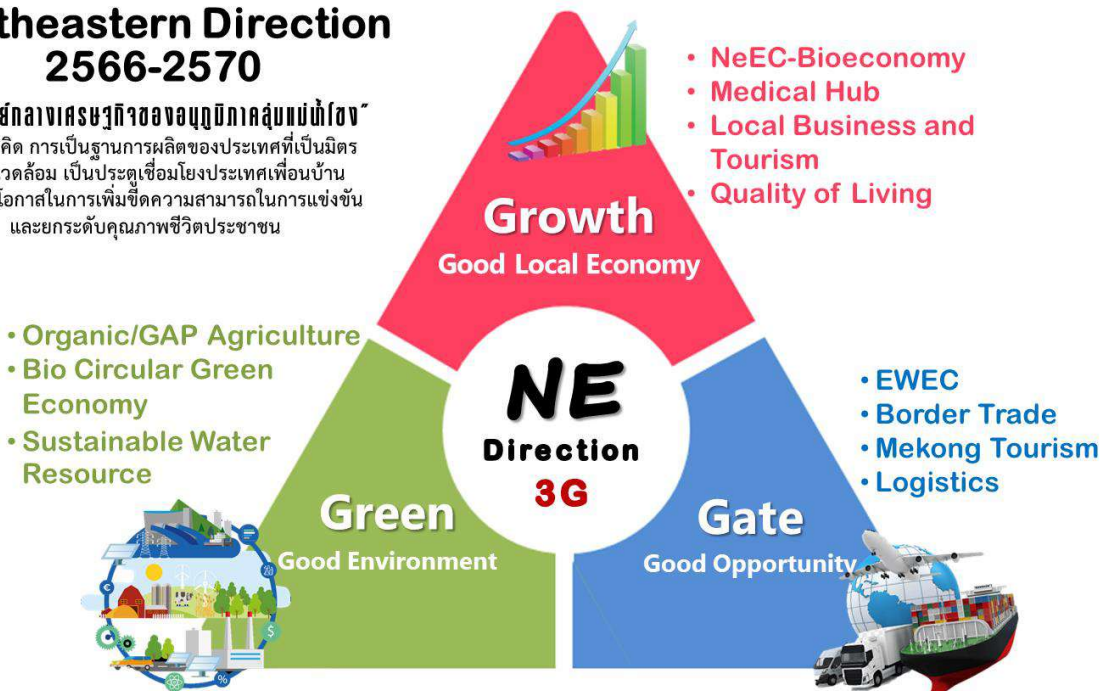 theastern Direction
2566-2570
ย์กลางเศรษฐกิจของอนุภูมิภาคลุ่มแม่น้ำโขง"
คิด การเป็นฐานการผลิตของประเทศที่เป็นมิตร
วดล้อม เป็นประตูเชื่อมโยงประเทศเพื่อนบ้าน
โอกาสในการเพิ่มขีดความสามารถในการแข่งขัน
และยกระดับคุณภาพชีวิตประชาชน
• NeEC-Bioeconomy
• Medical Hub
• Local Business and
Tourism
• Quality of Living
Growth
Good Local Economy
• Organic/GAP Agriculture
• Bio Circular Green
Economy
• Sustainable Water
Resource
NE
Direction
3G
• EWEC
• Border Trade
• Mekong Tourism
• Logistics
Green
Good Environment
Gate
Good Opportunity